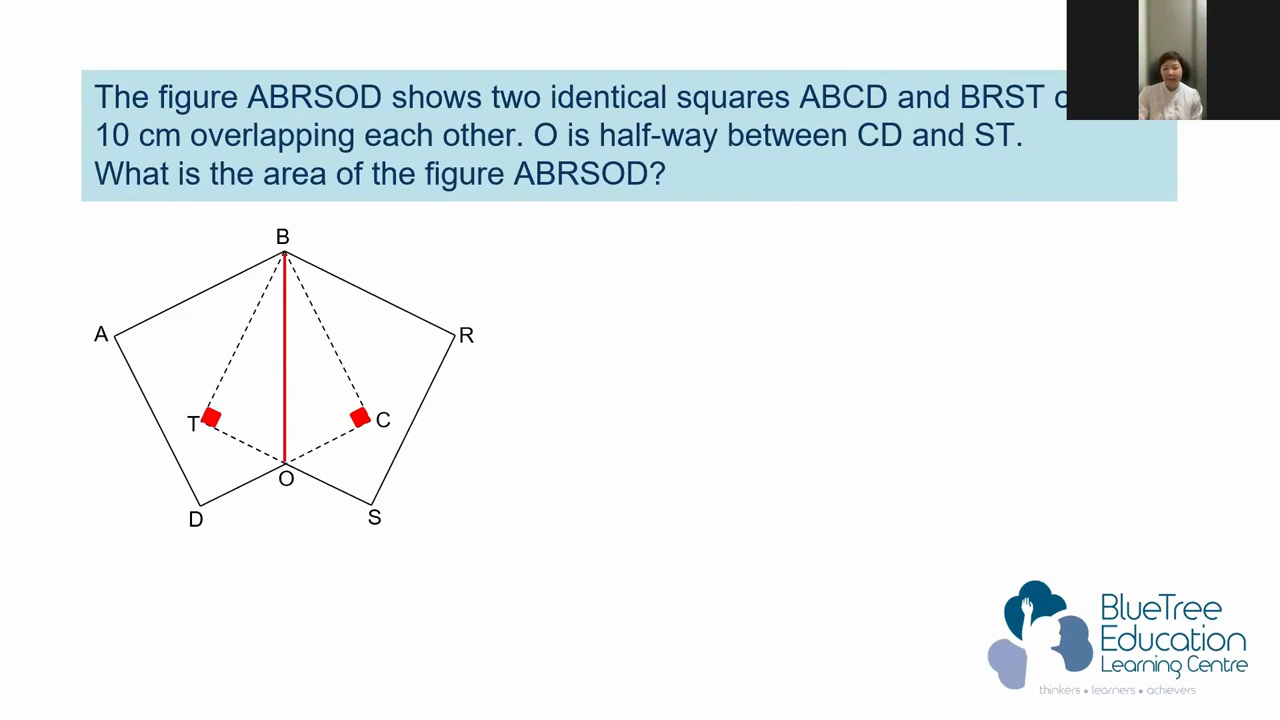 The figure ABRSOD shows two identical squares ABCD and BRST
10 cm overlapping each other. O is half-way between CD and ST.
What is the area of the figure ABRSOD?
B
A
R
T
C
O
D
S
BlueTree
Education
Learning Centre
thinkers • learners • achievers